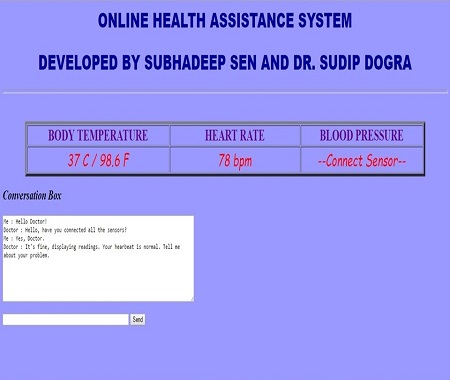 ONLINE HEALTH ASSISTANCE SYSTEM
DEVELOPED BY SUBHADEEP SEN AND DR. SUDIP DOGRA
BODY TEMPERATURE HEART RATE BLOOD PRESSURE
37 C / 98.6 F 78 bpm --Connect Sensor--
Conversation Box
Me : Hello Doctor!
Doctor : Hello, have you connected all the sensors?
Me : Yes, Doctor.
Doctor : It's fine, displaying readings. Your hearbeat is normal. Tell me
about your problem.
Send